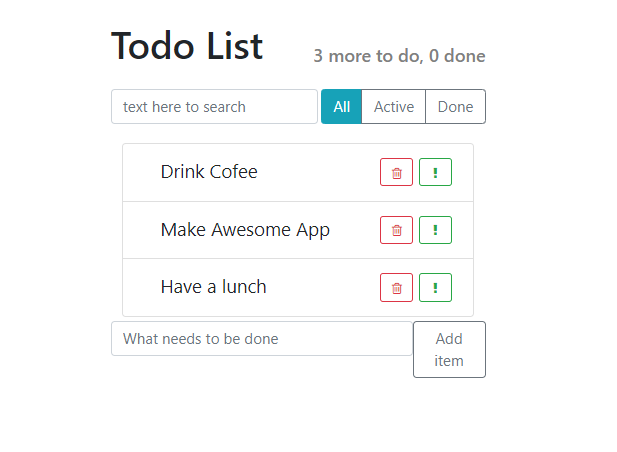 Todo List
3 more to do, 0 done
text here to search
All
Active
Done
Drink Cofee
!
Make Awesome App
!
Have a lunch
!
What needs to be done
Add
item